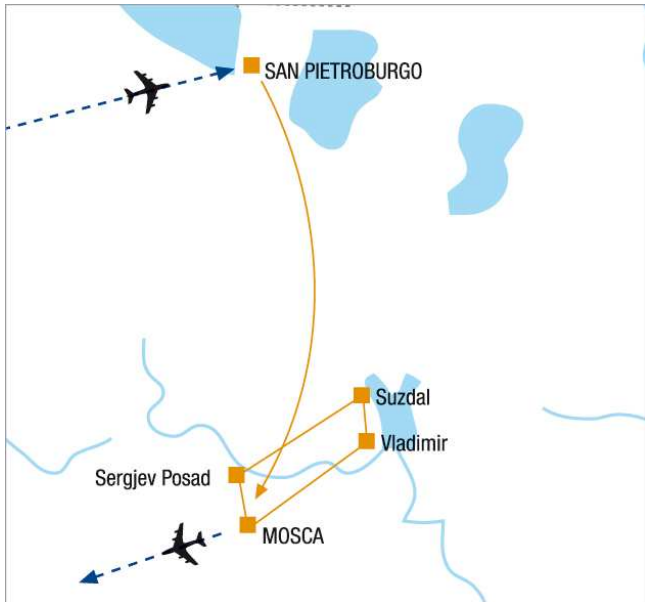 SAN PIETROBURGO
Suzdal
Vladimir
Sergjev Posad
MOSCA